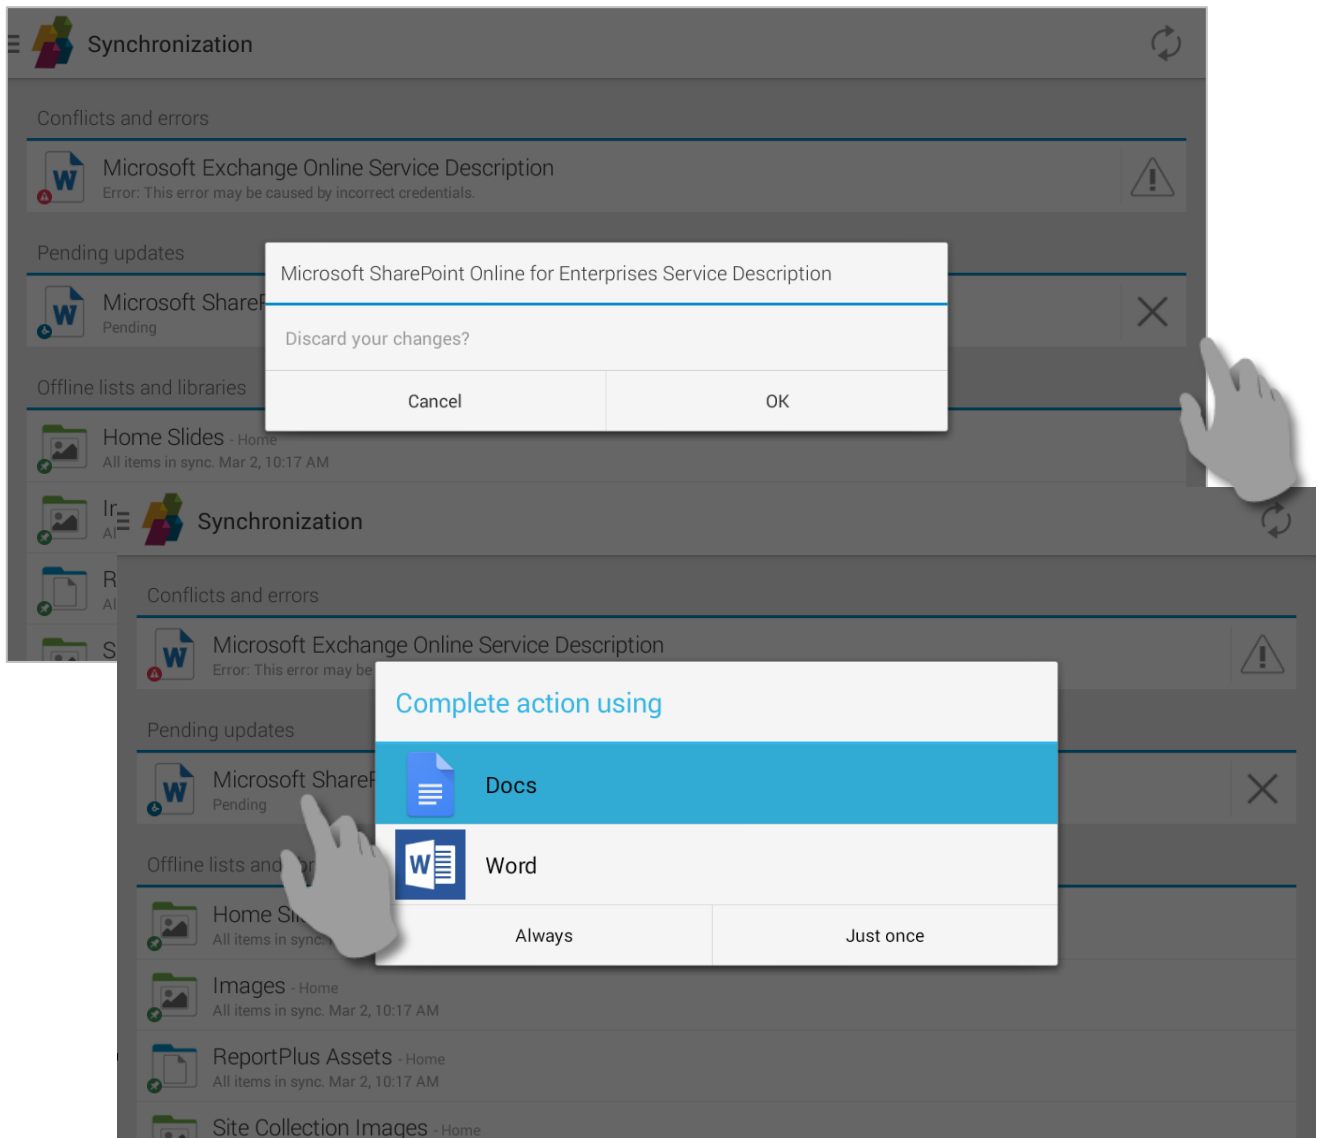 Synchronization
Conflicts and errors
Microsoft Exchange Online Service Description
Error: This error may be caused by incorrect credentials.
Pending updates
Microsoft SharePoint Online for Enterprises Service Description
Microsoft Share
Pending
Discard your changes?
Offline lists and libraries
Cancel
OK
Home Slides - Home
All items in sync. Mar 2, 10:17 AM
Synchronization
Conflicts and errors
Microsoft Exchange Online Service Description
Error: This error may be
Complete action using
Pending updates
Microsoft Share
Pending
Docs
W
Word
Offline lists and
Home
All items in sync.
Always
Just once
Images - Home
All items in sync. Mar 2, 10:17 AM
ReportPlus Assets - Home
All items in sync. Mar 2, 10:17 AM
Site Collection Images - Home